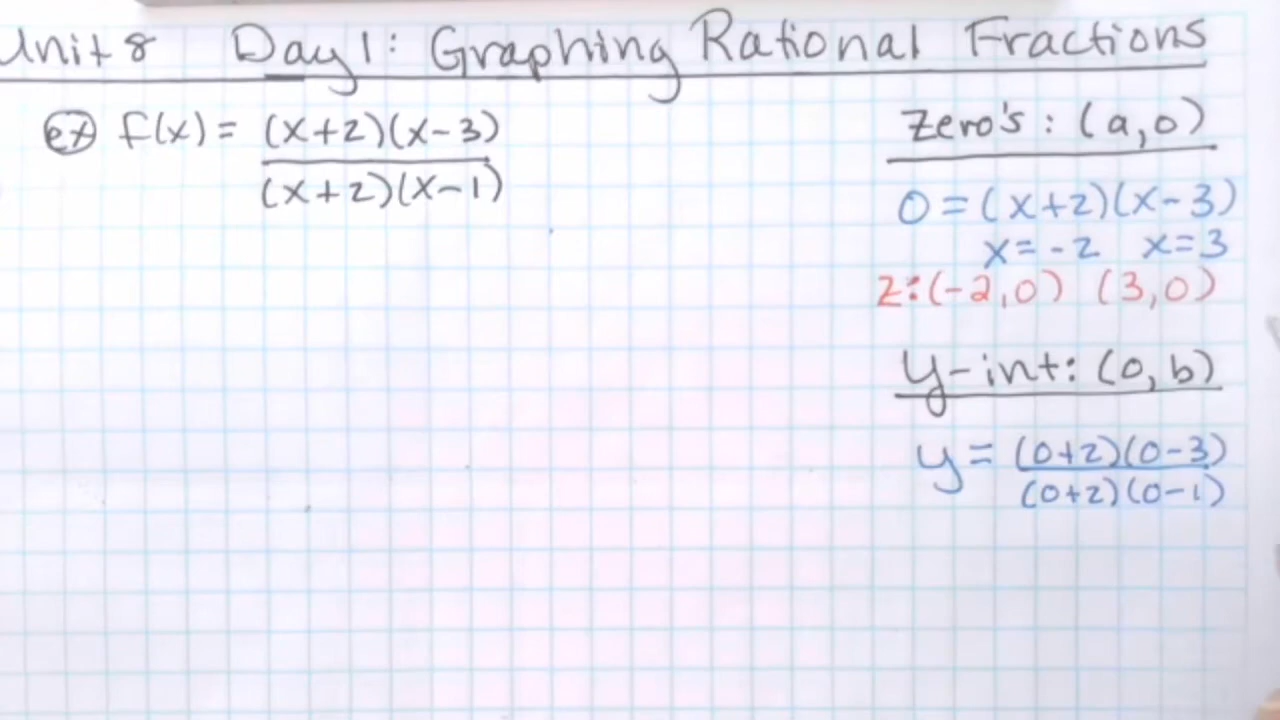 Unit 8 Day 1: Graphing Rational Fractions
ex f(x) = (x+2)(x-3)
(x+2)(x-1)
Zero's: (a,0)
0=(x+2)(x-3)
x=-2 x=3
Z:(-2,0) (3,0)
y-int: (0,b)
y= (0+2)(0-3)
(0+2)(0-1)